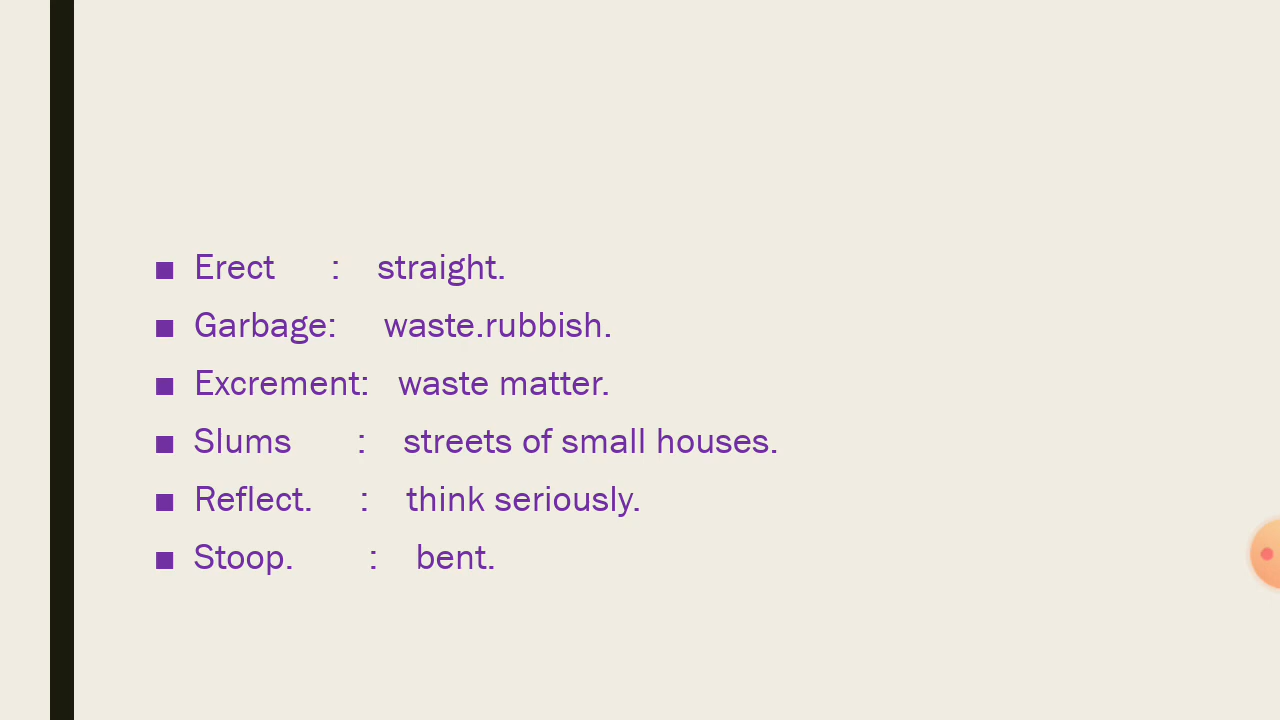 ■ Erect : straight.
■ Garbage: waste.rubbish.
■ Excrement: waste matter.
■ Slums : streets of small houses.
■ Reflect. : think seriously.
■ Stoop. : bent.